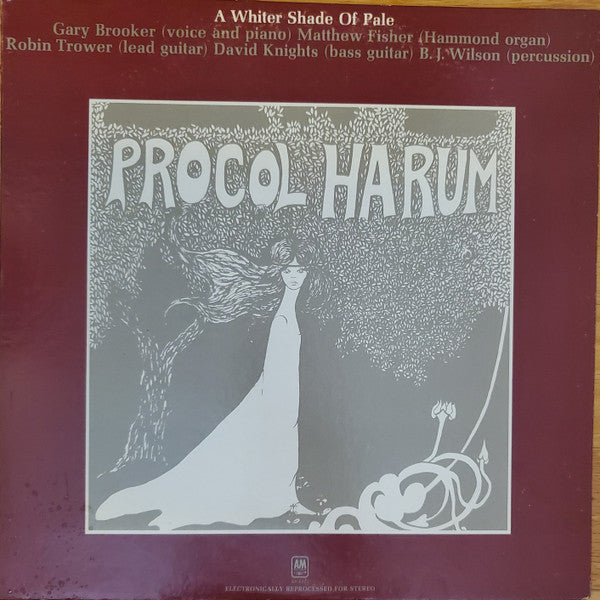 A Whiter Shade Of Pale
Gary Brooker (voice and piano) Matthew Fisher (Hammond organ)
Robin Trower (lead guitar) David Knights (bass guitar) B. J. Wilson (percussion)
PROCOL HARUM
AM
ELECTRONICALLY REPROCESSED FOR STEREO